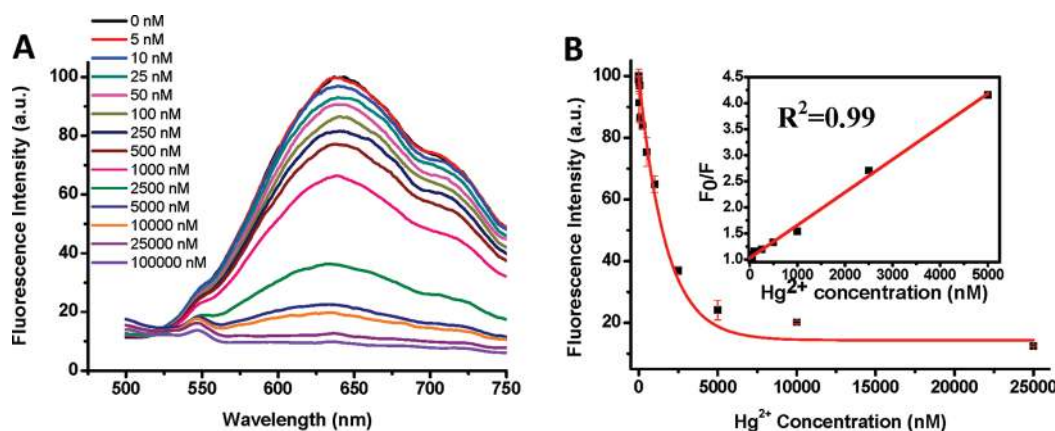 A
0 nM
5 nM
10 nM
25 nM
50 nM
100 nM
250 nM
500 nM
1000 nM
2500 nM
5000 nM
10000 nM
25000 nM
100000 nM
Fluorescence Intensity (a.u.)
100
80
60
40
20
0
500 550 600 650 700 750
Wavelength (nm)
B
Fluorescence Intensity (a.u.)
100
80
60
40
20
0 5000 10000 15000 20000 25000
Hg²⁺ Concentration (nM)
R²=0.99
F₀/F
4.5
4.0
3.5
3.0
2.5
2.0
1.5
1.0
0 1000 2000 3000 4000 5000
Hg²⁺ concentration (nM)